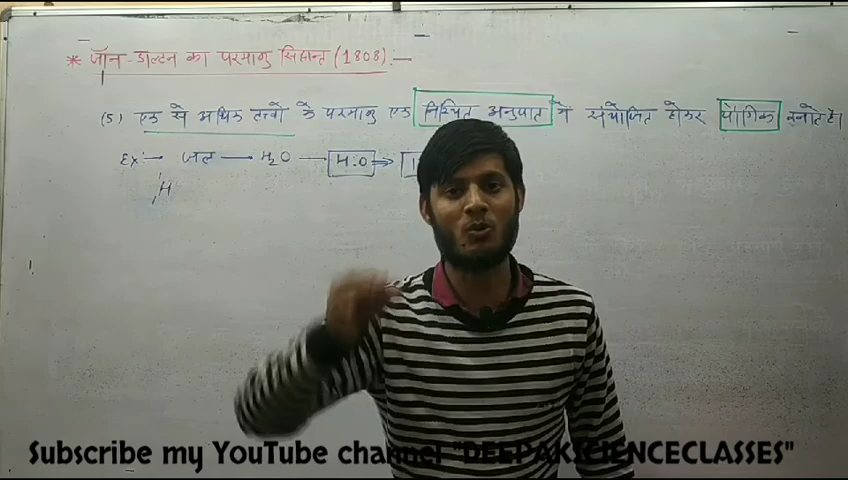 * जॉन-डाल्टन का परमाणु सिद्धान्त (1808):—
(5) एक से अधिक तत्वों के परमाणु एक निश्चित अनुपात में संयोजित होकर यौगिक बनाते है।
Ex:→ जल → H₂O → H:O ⇒ 1
H
Subscribe my YouTube channel "DEEPAKSCIENCECLASSES"